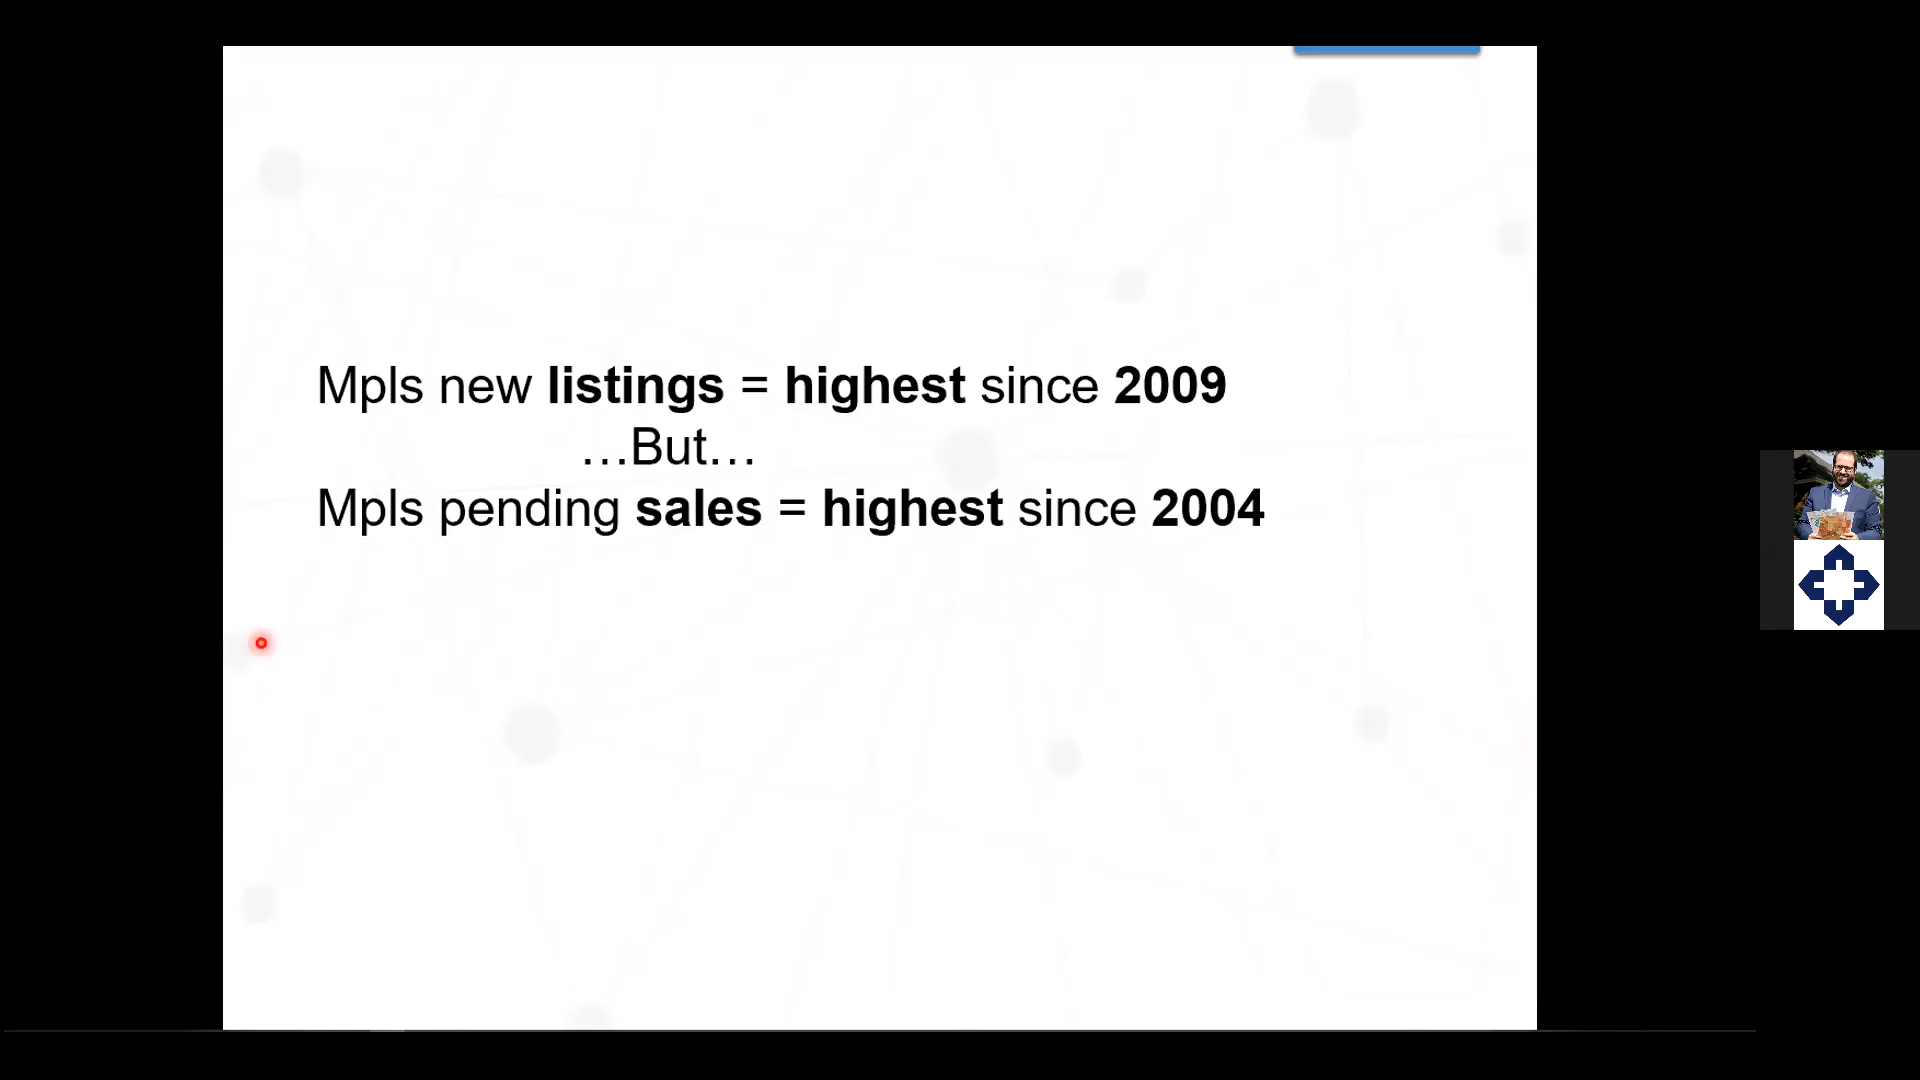 Mpls new listings = highest since 2009
…But…
Mpls pending sales = highest since 2004